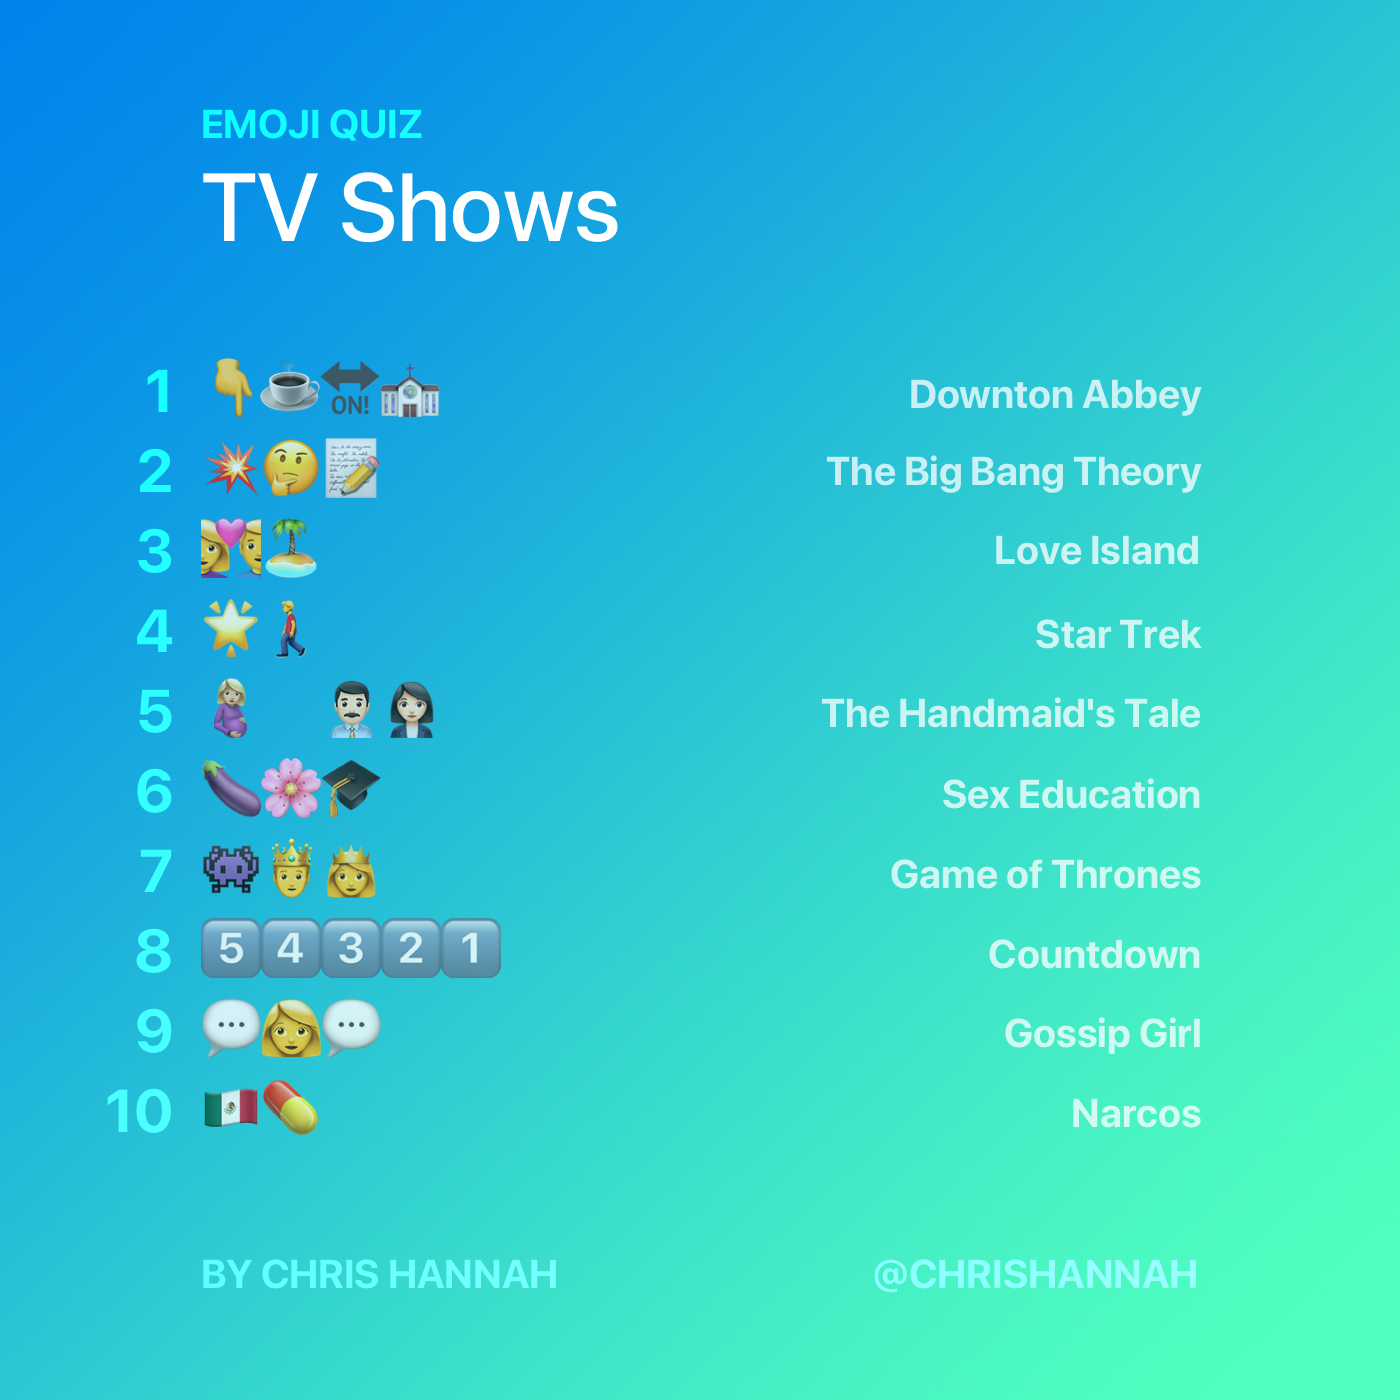 EMOJI QUIZ
TV Shows
1 👇☕🔛⛪ Downton Abbey
2 💥🤔📝 The Big Bang Theory
3 💑🏝️ Love Island
4 🌟🚶‍♂️ Star Trek
5 🤰🏼 👨🏻‍💼👩🏻‍💼 The Handmaid's Tale
6 🍆🌸🎓 Sex Education
7 👾🤴👸 Game of Thrones
8 5️⃣4️⃣3️⃣2️⃣1️⃣ Countdown
9 💬👩💬 Gossip Girl
10 🇲🇽💊 Narcos
BY CHRIS HANNAH @CHRISHANNAH